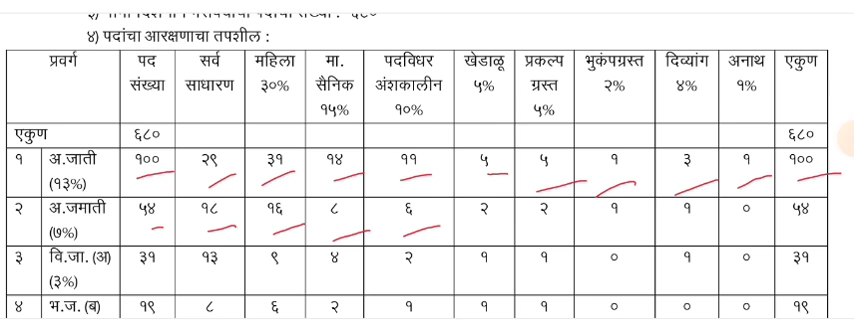 ४) पदांचा आरक्षणाचा तपशील :
प्रवर्ग पद संख्या सर्व साधारण महिला ३०% मा. सैनिक १५% पदविधर अंशकालीन १०% खेडाळू ५% प्रकल्प ग्रस्त ५% भुकंपग्रस्त २% दिव्यांग ४% अनाथ १% एकुण
एकुण ६८० ६८०
१ अ.जाती (१३%) १०० २९ ३१ १४ ११ ५ ५ १ ३ १ १००
२ अ.जमाती (७%) ५४ १८ १६ ८ ६ २ २ १ १ ० ५४
३ वि.जा. (अ) (३%) ३१ १३ ९ ४ २ १ १ ० १ ० ३१
४ भ.ज. (ब) १९ ८ ६ २ १ १ १ ० ० ० १९